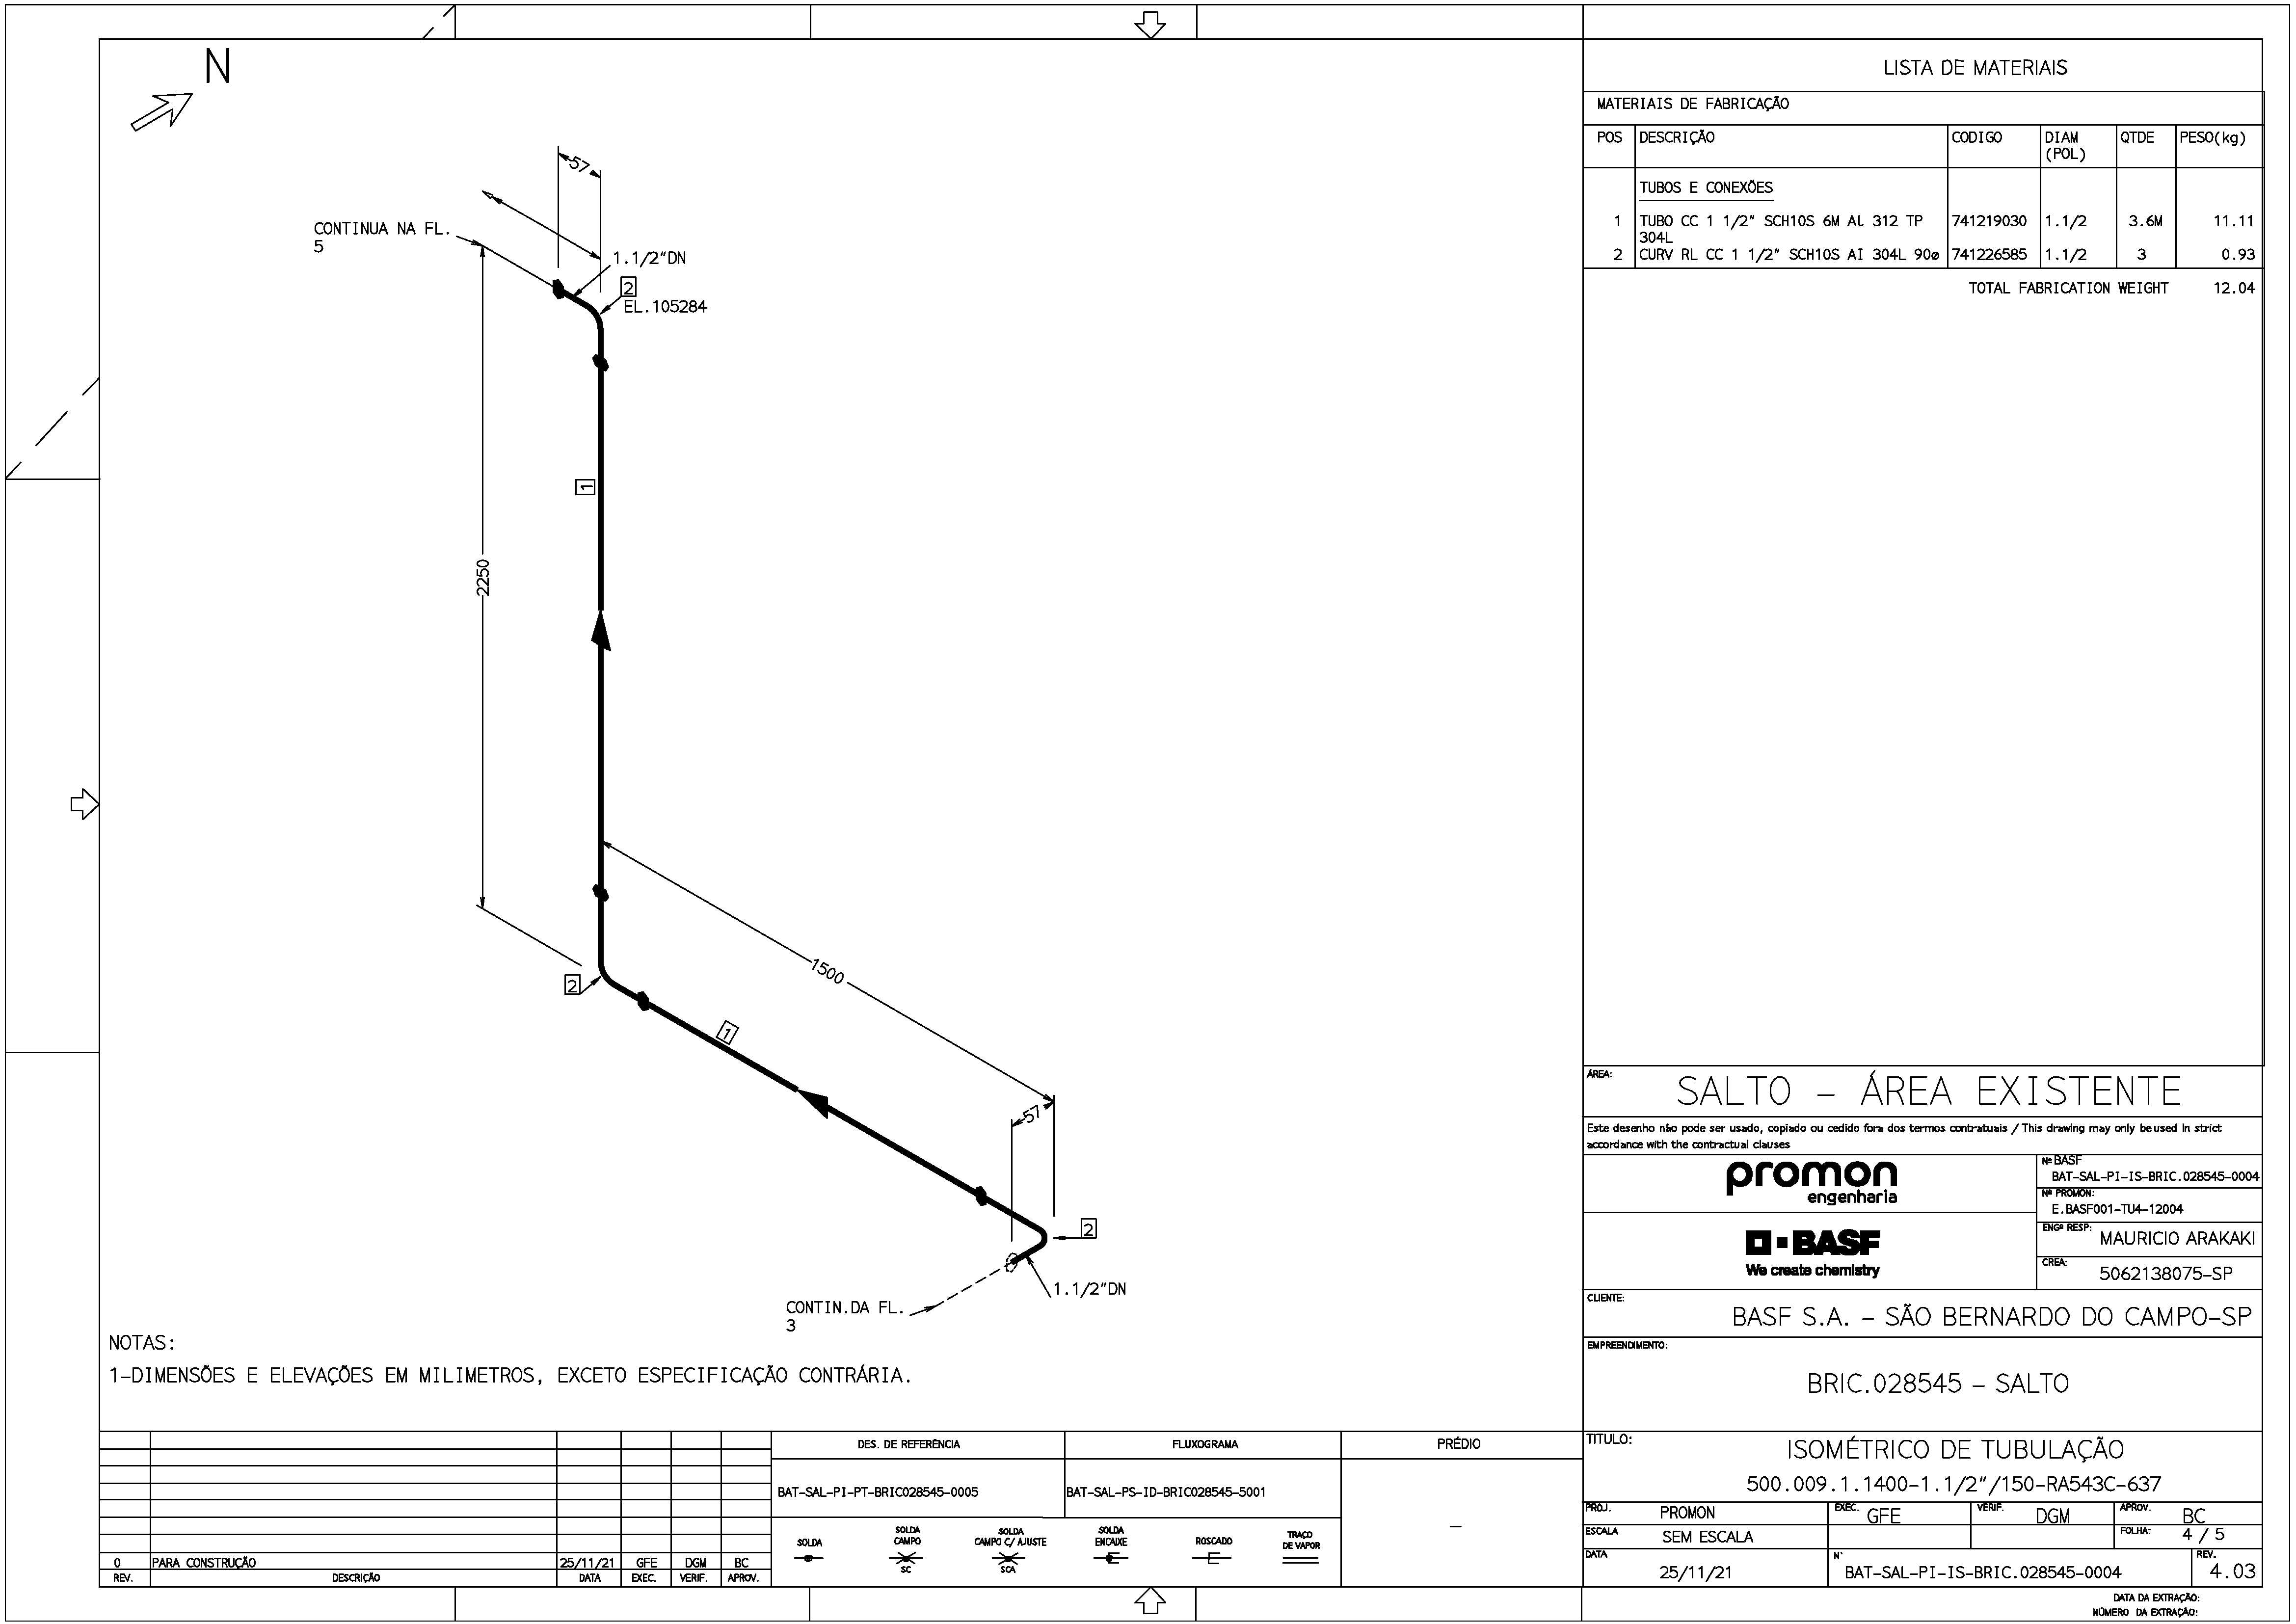 N
57
CONTINUA NA FL.
5
1.1/2"DN
2
EL.105284
1
2250
1500
2
1
57
2
1.1/2"DN
CONTIN.DA FL.
3
NOTAS:
1-DIMENSÕES E ELEVAÇÕES EM MILIMETROS, EXCETO ESPECIFICAÇÃO CONTRÁRIA.
LISTA DE MATERIAIS
MATERIAIS DE FABRICAÇÃO
POS DESCRIÇÃO CODIGO DIAM (POL) QTDE PESO(kg)
TUBOS E CONEXÕES
1 TUBO CC 1 1/2" SCH10S 6M AL 312 TP 741219030 1.1/2 3.6M 11.11
304L
2 CURV RL CC 1 1/2" SCH10S AI 304L 90ø 741226585 1.1/2 3 0.93
TOTAL FABRICATION WEIGHT 12.04
ÁREA:
SALTO - ÁREA EXISTENTE
Este desenho não pode ser usado, copiado ou cedido fora dos termos contratuais / This drawing may only be used in strict
accordance with the contractual clauses
promon
engenharia
Nº BASF
BAT-SAL-PI-IS-BRIC.028545-0004
Nº PROMON:
E.BASF001-TU4-12004
BASF
We create chemistry
ENGº RESP:
MAURICIO ARAKAKI
CREA:
5062138075-SP
CLIENTE:
BASF S.A. - SÃO BERNARDO DO CAMPO-SP
EMPREENDIMENTO:
BRIC.028545 - SALTO
TITULO:
ISOMÉTRICO DE TUBULAÇÃO
500.009.1.1400-1.1/2"/150-RA543C-637
PROJ. PROMON EXEC. GFE VERIF. DGM APROV. BC
ESCALA SEM ESCALA FOLHA: 4 / 5
DATA 25/11/21 N° BAT-SAL-PI-IS-BRIC.028545-0004 REV. 4.03
DATA DA EXTRAÇÃO:
NÚMERO DA EXTRAÇÃO:
DES. DE REFERÊNCIA FLUXOGRAMA PRÉDIO
BAT-SAL-PI-PT-BRIC028545-0005 BAT-SAL-PS-ID-BRIC028545-5001 -
SOLDA
SOLDA CAMPO
SC
SOLDA CAMPO C/ AJUSTE
SCA
SOLDA ENCAIXE
ROSCADO
TRAÇO DE VAPOR
0 PARA CONSTRUÇÃO 25/11/21 GFE DGM BC
REV. DESCRIÇÃO DATA EXEC. VERIF. APROV.